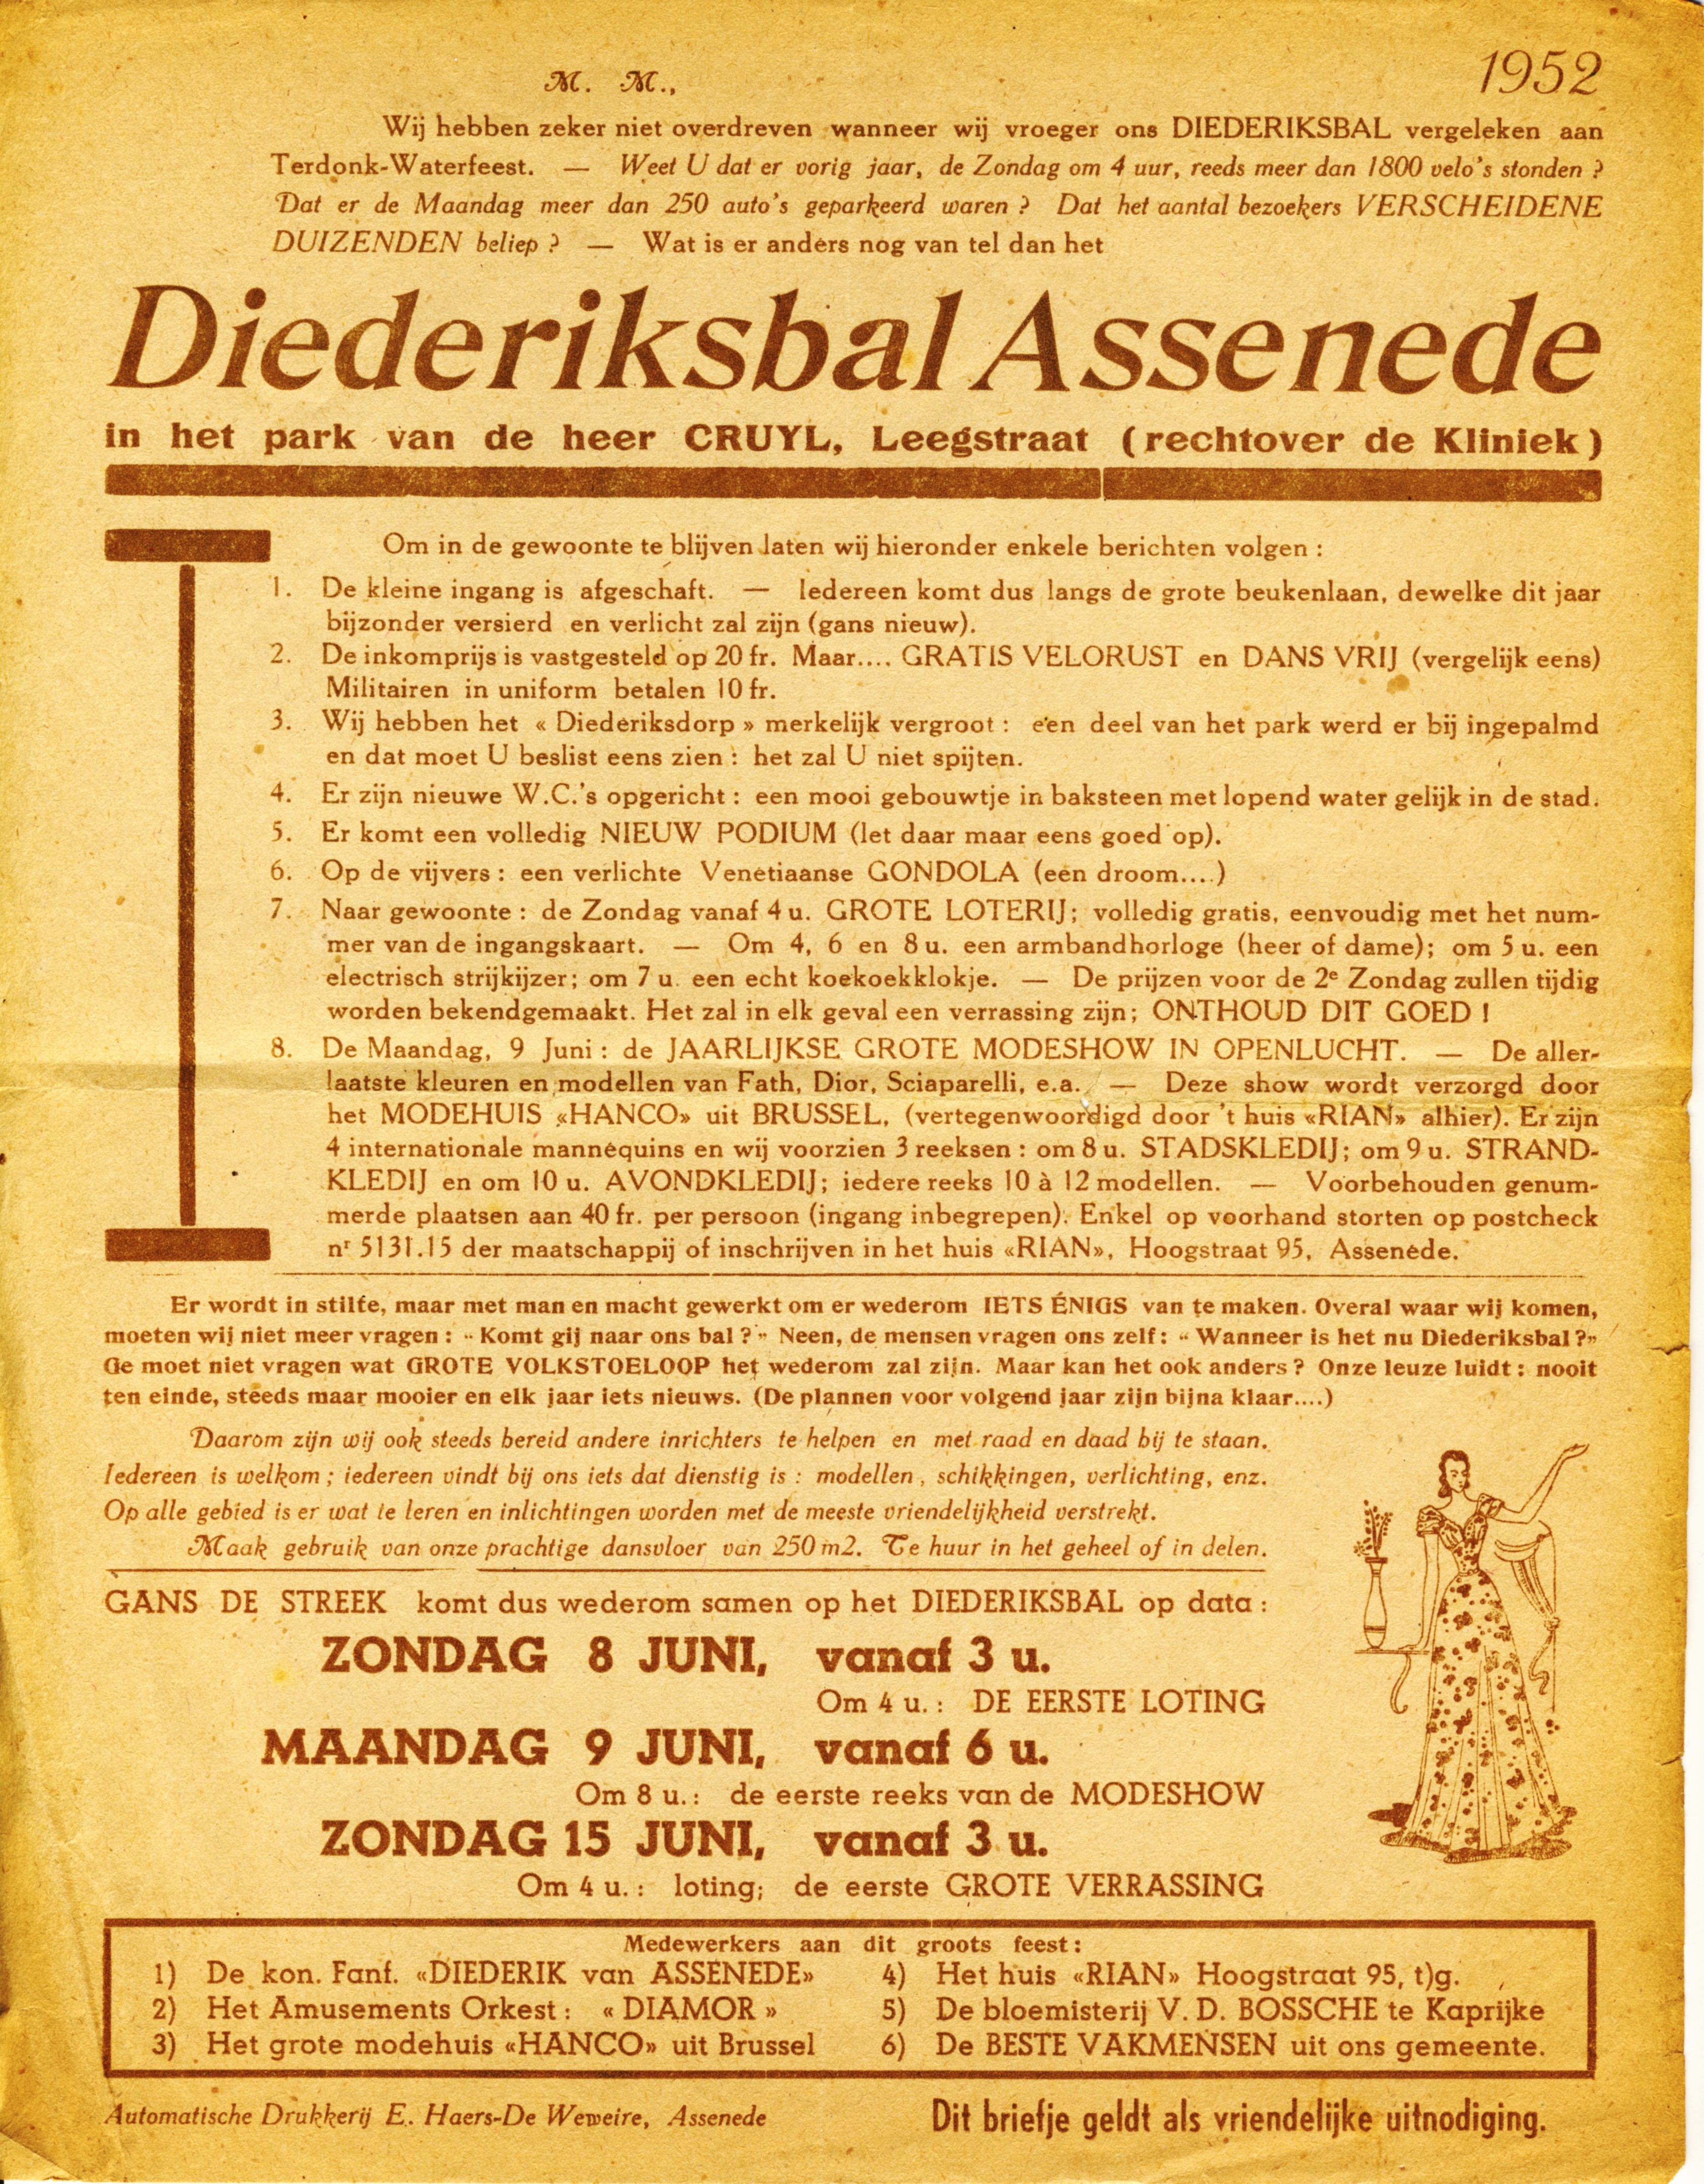 1952
M. M.,
Wij hebben zeker niet overdreven wanneer wij vroeger ons DIEDERIKSBAL vergeleken aan
Terdonk-Waterfeest. — Weet U dat er vorig jaar, de Zondag om 4 uur, reeds meer dan 1800 velo's stonden ?
Dat er de Maandag meer dan 250 auto's geparkeerd waren ? Dat het aantal bezoekers VERSCHEIDENE
DUIZENDEN beliep ? — Wat is er anders nog van tel dan het
Diederiksbal Assenede
in het park van de heer CRUYL, Leegstraat (rechtover de Kliniek)
Om in de gewoonte te blijven laten wij hieronder enkele berichten volgen :
1. De kleine ingang is afgeschaft. — Iedereen komt dus langs de grote beukenlaan, dewelke dit jaar
bijzonder versierd en verlicht zal zijn (gans nieuw).
2. De inkomprijs is vastgesteld op 20 fr. Maar.... GRATIS VELORUST en DANS VRIJ (vergelijk eens)
Militairen in uniform betalen 10 fr.
3. Wij hebben het « Diederiksdorp » merkelijk vergroot : een deel van het park werd er bij ingepalmd
en dat moet U beslist eens zien : het zal U niet spijten.
4. Er zijn nieuwe W.C.'s opgericht : een mooi gebouwtje in baksteen met lopend water gelijk in de stad.
5. Er komt een volledig NIEUW PODIUM (let daar maar eens goed op).
6. Op de vijvers : een verlichte Venetiaanse GONDOLA (een droom....)
7. Naar gewoonte : de Zondag vanaf 4 u. GROTE LOTERIJ; volledig gratis, eenvoudig met het num-
mer van de ingangskaart. — Om 4, 6 en 8 u. een armbandhorloge (heer of dame); om 5 u. een
electrisch strijkijzer; om 7 u. een echt koekoekklokje. — De prijzen voor de 2e Zondag zullen tijdig
worden bekendgemaakt. Het zal in elk geval een verrassing zijn; ONTHOUD DIT GOED !
8. De Maandag, 9 Juni : de JAARLIJKSE GROTE MODESHOW IN OPENLUCHT. — De aller-
laatste kleuren en modellen van Fath, Dior, Sciaparelli, e.a. — Deze show wordt verzorgd door
het MODEHUIS «HANCO» uit BRUSSEL, (vertegenwoordigd door 't huis «RIAN» alhier). Er zijn
4 internationale mannequins en wij voorzien 3 reeksen : om 8 u. STADSKLEDIJ; om 9 u. STRAND-
KLEDIJ en om 10 u. AVONDKLEDIJ; iedere reeks 10 à 12 modellen. — Voorbehouden genum-
merde plaatsen aan 40 fr. per persoon (ingang inbegrepen). Enkel op voorhand storten op postcheck
nr 5131.15 der maatschappij of inschrijven in het huis «RIAN», Hoogstraat 95, Assenede.
Er wordt in stilte, maar met man en macht gewerkt om er wederom IETS ÉNIGS van te maken. Overal waar wij komen,
moeten wij niet meer vragen : “ Komt gij naar ons bal ? ” Neen, de mensen vragen ons zelf : “ Wanneer is het nu Diederiksbal ?”
Ge moet niet vragen wat GROTE VOLKSTOELOOP het wederom zal zijn. Maar kan het ook anders ? Onze leuze luidt : nooit
ten einde, steeds maar mooier en elk jaar iets nieuws. (De plannen voor volgend jaar zijn bijna klaar....)
Daarom zijn wij ook steeds bereid andere inrichters te helpen en met raad en daad bij te staan.
Iedereen is welkom ; iedereen vindt bij ons iets dat dienstig is : modellen, schikkingen, verlichting, enz.
Op alle gebied is er wat te leren en inlichtingen worden met de meeste vriendelijkheid verstrekt.
Maak gebruik van onze prachtige dansvloer van 250 m2. Te huur in het geheel of in delen.
GANS DE STREEK komt dus wederom samen op het DIEDERIKSBAL op data :
ZONDAG 8 JUNI, vanaf 3 u.
Om 4 u. : DE EERSTE LOTING
MAANDAG 9 JUNI, vanaf 6 u.
Om 8 u. : de eerste reeks van de MODESHOW
ZONDAG 15 JUNI, vanaf 3 u.
Om 4 u. : loting; de eerste GROTE VERRASSING
Medewerkers aan dit groots feest :
1) De kon. Fanf. «DIEDERIK van ASSENEDE»
2) Het Amusements Orkest : « DIAMOR »
3) Het grote modehuis «HANCO» uit Brussel
4) Het huis «RIAN» Hoogstraat 95, t)g.
5) De bloemisterij V. D. BOSSCHE te Kaprijke
6) De BESTE VAKMENSEN uit ons gemeente.
Automatische Drukkerij E. Haers-De Weweire, Assenede
Dit briefje geldt als vriendelijke uitnodiging.